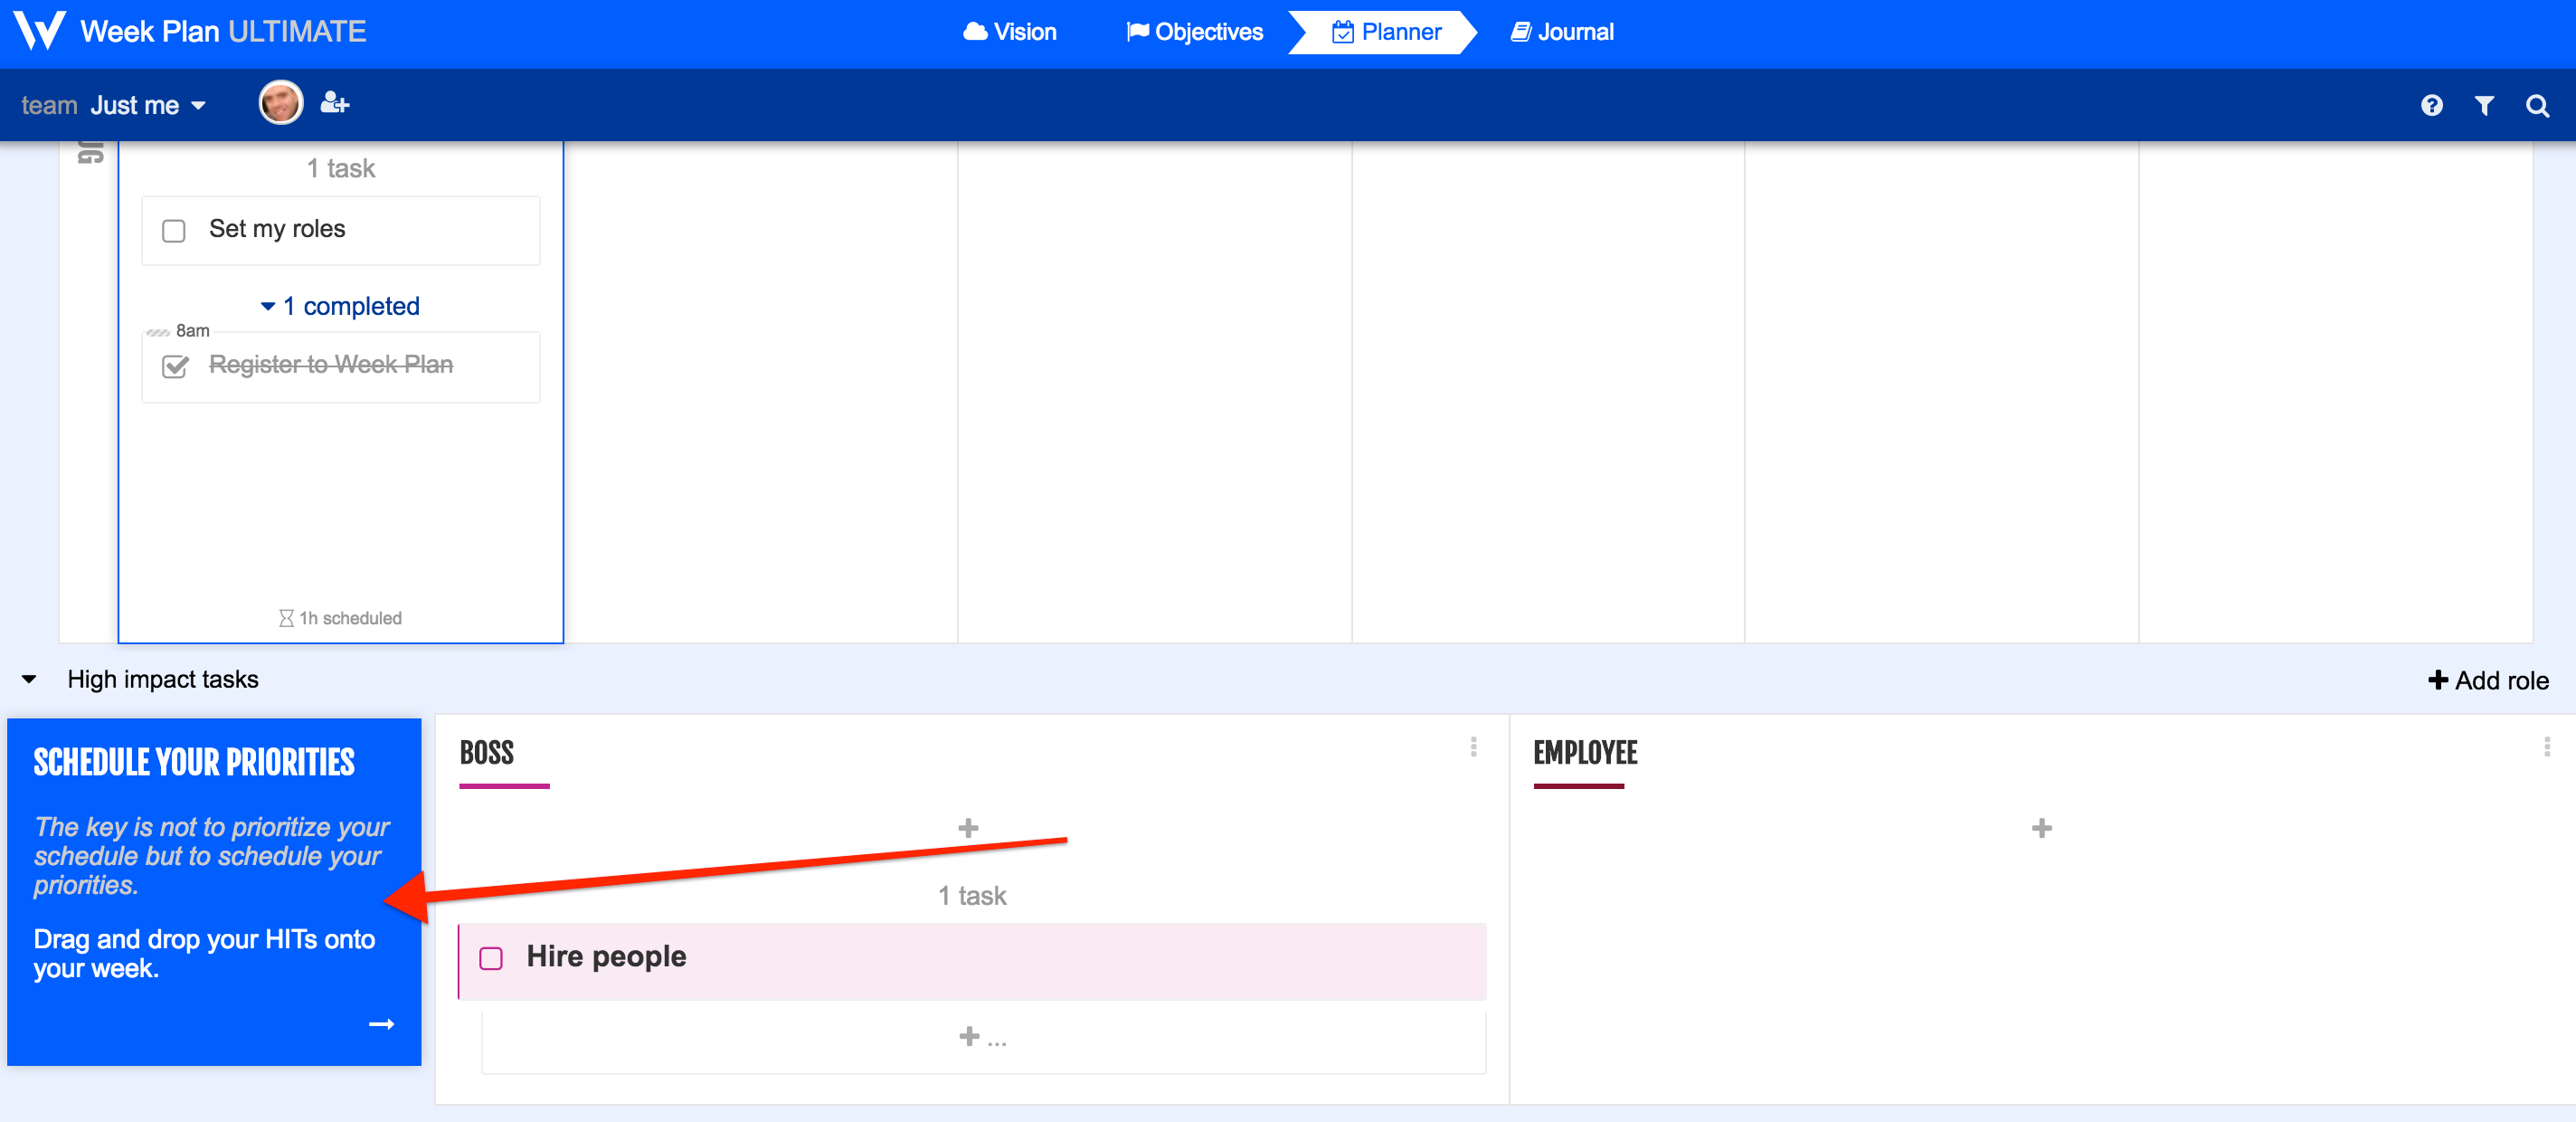 Week Plan ULTIMATE
Vision
Objectives
Planner
Journal
team Just me
1 task
Set my roles
1 completed
8am
Register to Week Plan
1h scheduled
High impact tasks
Add role
SCHEDULE YOUR PRIORITIES
The key is not to prioritize your
schedule but to schedule your
priorities.
Drag and drop your HITs onto
your week.
BOSS
1 task
Hire people
...
EMPLOYEE